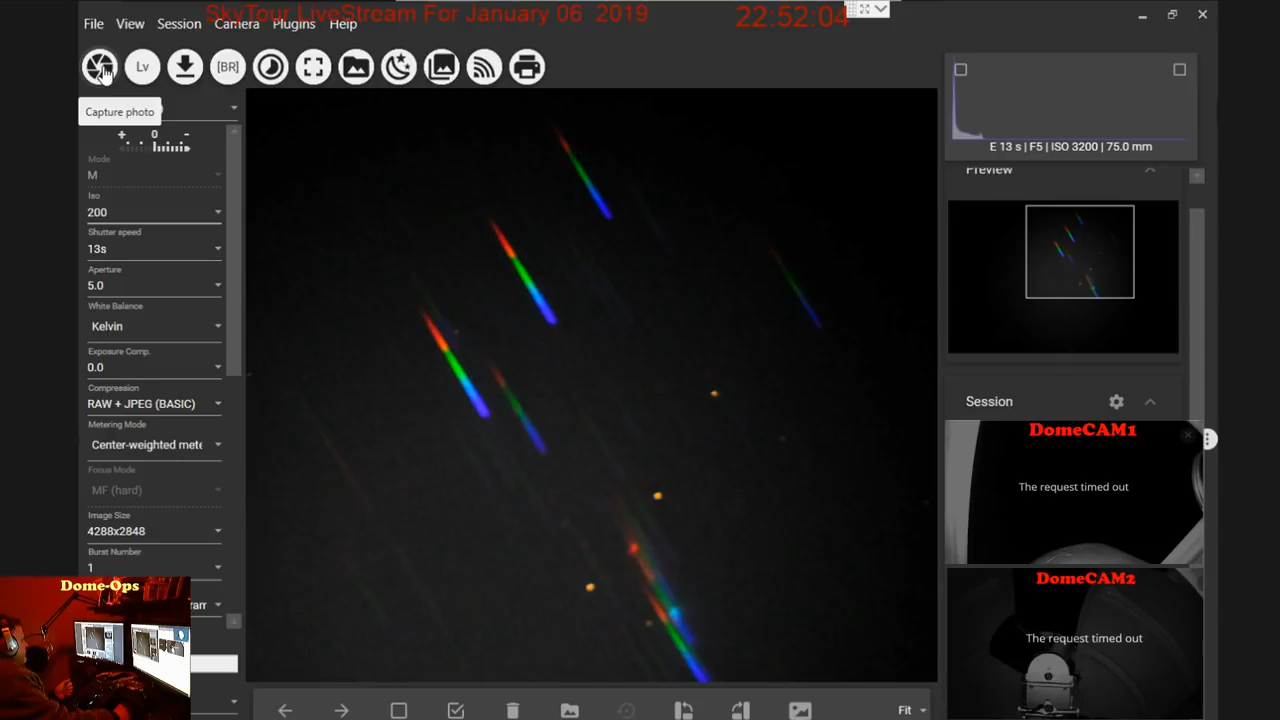 SkyTour LiveStream For January 06 2019
22:52:04
File View Session Camera Plugins Help
Lv
[BR]
Capture photo
+ 0 -
Mode
M
Iso
200
Shutter speed
13s
Aperture
5.0
White Balance
Kelvin
Exposure Comp.
0.0
Compression
RAW + JPEG (BASIC)
Metering Mode
Center-weighted mete
Focus Mode
MF (hard)
Image Size
4288x2848
Burst Number
1
Dome-Ops
E 13 s | F5 | ISO 3200 | 75.0 mm
Preview
Session
DomeCAM1
The request timed out
DomeCAM2
The request timed out
Fit